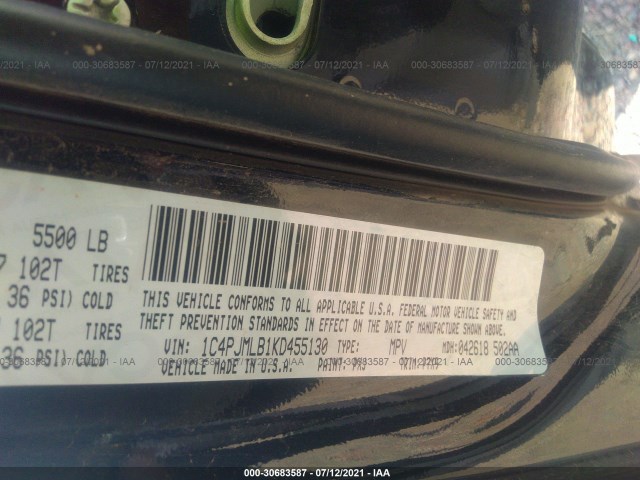 000-30683587 - 07/12/2021 - IAA
5500 LB
102T TIRES
36 PSI) COLD
102T TIRES
36 PSI) COLD
THIS VEHICLE CONFORMS TO ALL APPLICABLE U.S.A. FEDERAL MOTOR VEHICLE SAFETY AND
THEFT PREVENTION STANDARDS IN EFFECT ON THE DATE OF MANUFACTURE SHOWN ABOVE.
VIN: 1C4PJMLB1KD455130 TYPE: MPV MDH: 042618 502AA
VEHICLE MADE IN U.S.A. PAINT: PXJ TRIM:
000-30683587 - 07/12/2021 - IAA